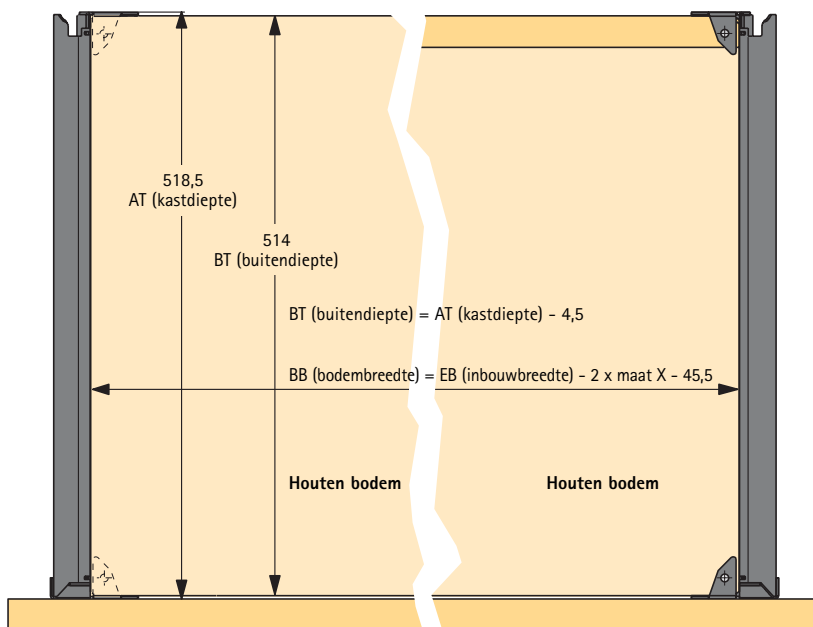 518,5
AT (kastdiepte)
514
BT (buitendiepte)
BT (buitendiepte) = AT (kastdiepte) - 4,5
BB (bodembreedte) = EB (inbouwbreedte) - 2 x maat X - 45,5
Houten bodem
Houten bodem